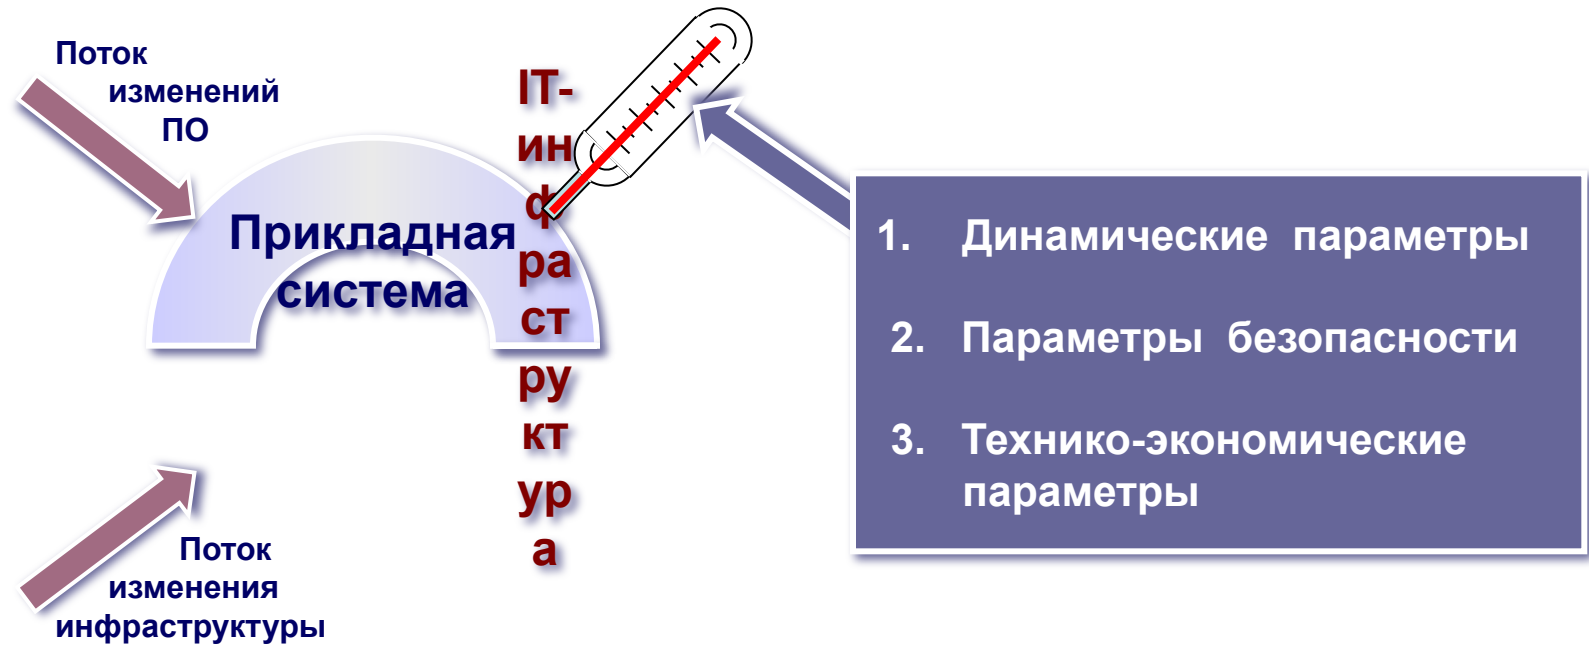 Поток
изменений
ПО
Прикладная
система
IT-
ин
ф
ра
ст
ру
кт
ур
а
Поток
изменения
инфраструктуры
1. Динамические параметры
2. Параметры безопасности
3. Технико-экономические
параметры